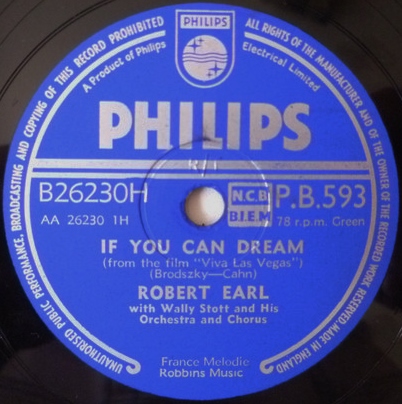 UNAUTHORISED PUBLIC PERFORMANCE, BROADCASTING AND COPYING OF THIS RECORD PROHIBITED
ALL RIGHTS OF THE MANUFACTURER AND OF THE OWNER OF THE RECORDED WORK RESERVED MADE IN ENGLAND
PHILIPS
A Product of Philips Electrical Limited
PHILIPS
R/T
B26230H
AA 26230 1H
N.C.B.
B.I.E.M
P.B.593
78 r.p.m. Green
IF YOU CAN DREAM
(from the film "Viva Las Vegas")
(Brodszky—Cahn)
ROBERT EARL
with Wally Stott and His
Orchestra and Chorus
France Melodie
Robbins Music